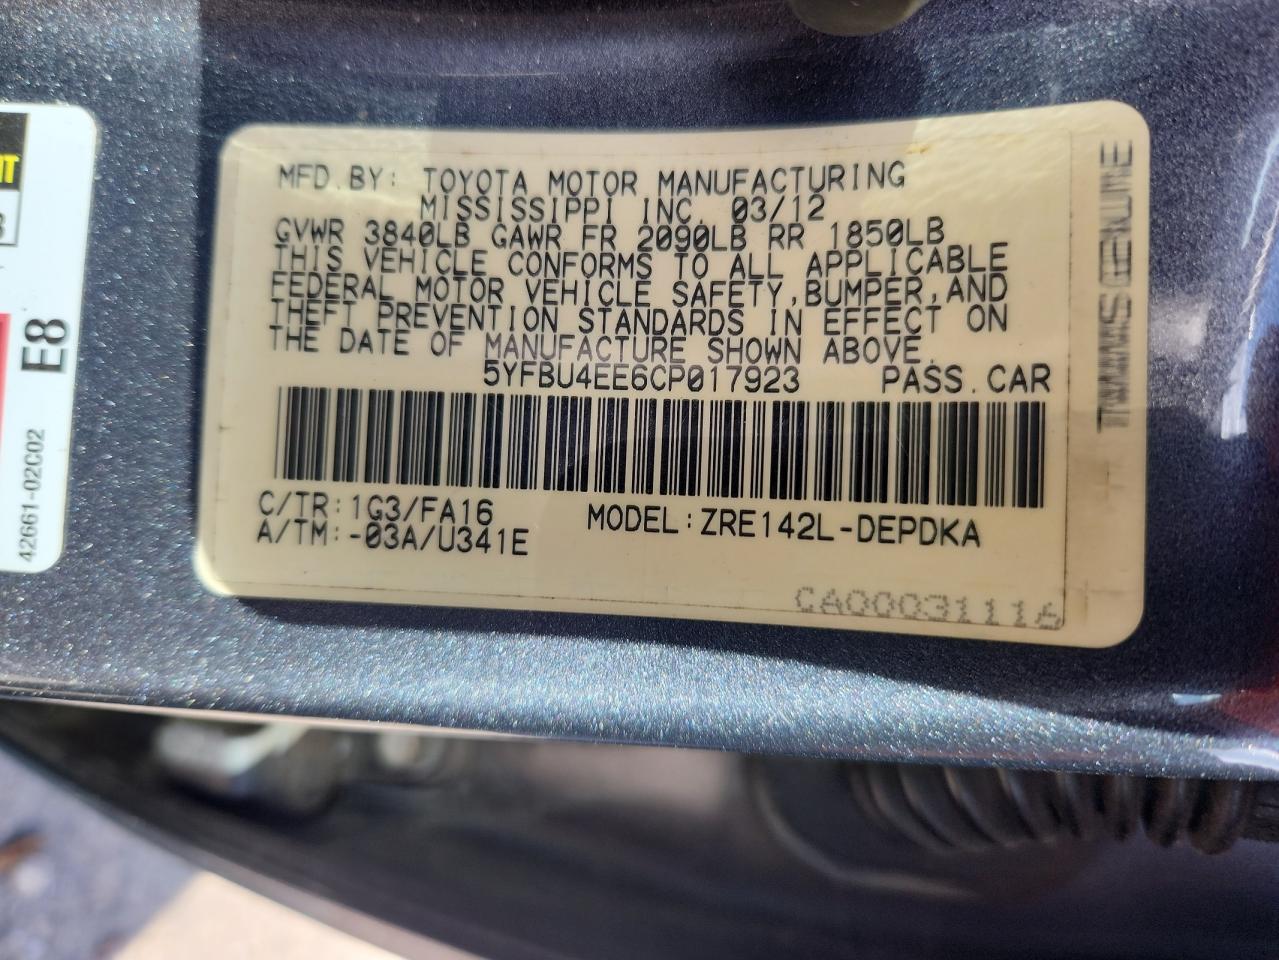 MFD. BY: TOYOTA MOTOR MANUFACTURING
MISSISSIPPI INC. 03/12
GVWR 3840LB GAWR FR 2090LB RR 1850LB
THIS VEHICLE CONFORMS TO ALL APPLICABLE
FEDERAL MOTOR VEHICLE SAFETY, BUMPER, AND
THEFT PREVENTION STANDARDS IN EFFECT ON
THE DATE OF MANUFACTURE SHOWN ABOVE.
5YFBU4EE6CP017923 PASS. CAR
C/TR: 1G3/FA16 MODEL: ZRE142L-DEPDKA
A/TM: -03A/U341E
CA00031116
E8
42661-02C02